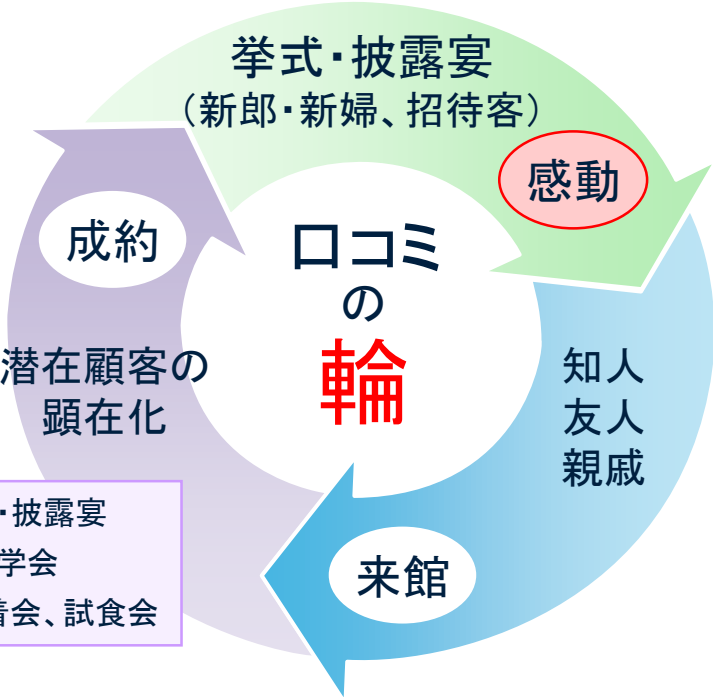 挙式・披露宴
（新郎・新婦、招待客）
感動
口コミ
の
輪
知人
友人
親戚
来館
成約
潜在顧客の
顕在化
・披露宴
学会
着会、試食会